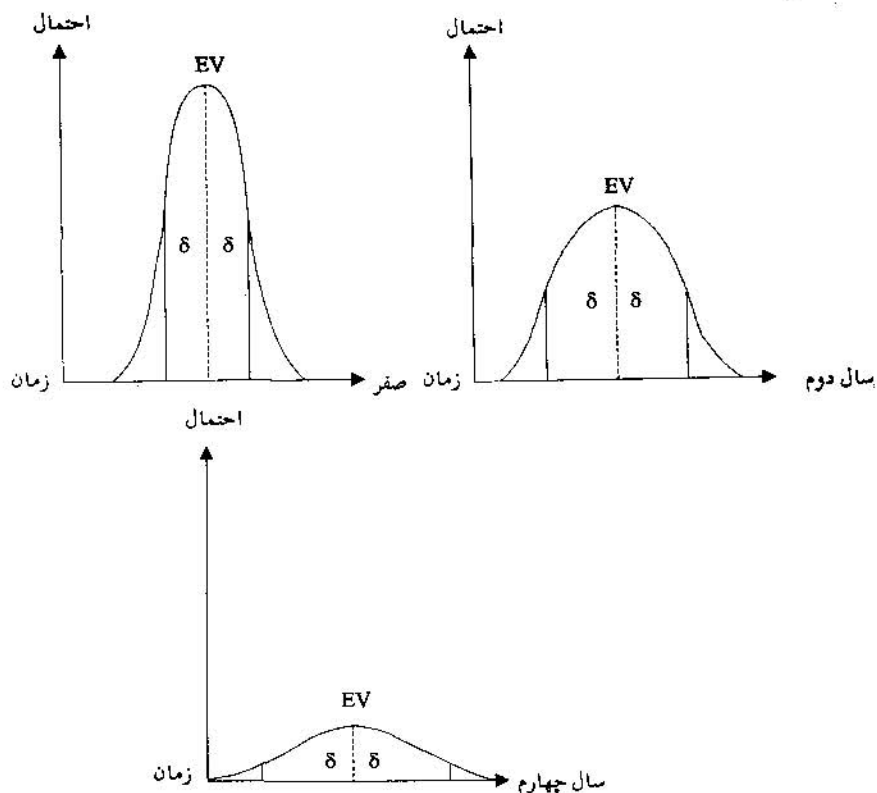 احتمال
EV
δ δ
زمان
صفر
احتمال
EV
δ δ
زمان
سال دوم
احتمال
EV
δ δ
زمان
سال چهارم